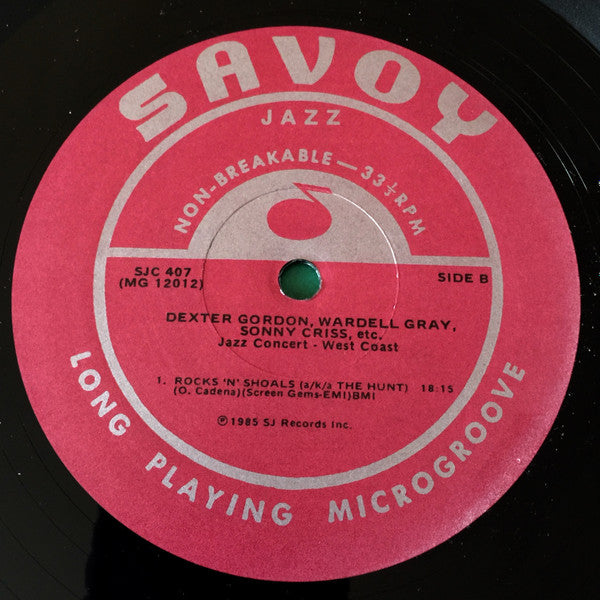 SAVOY
JAZZ
NON-BREAKABLE—33⅓RPM
SJC 407
(MG 12012)
SIDE B
DEXTER GORDON, WARDELL GRAY,
SONNY CRISS, etc.
Jazz Concert - West Coast
1. ROCKS 'N' SHOALS (a/k/a THE HUNT) 18:15
(O. Cadena)(Screen Gems-EMI)BMI
℗1985 SJ Records Inc.
LONG PLAYING MICROGROOVE